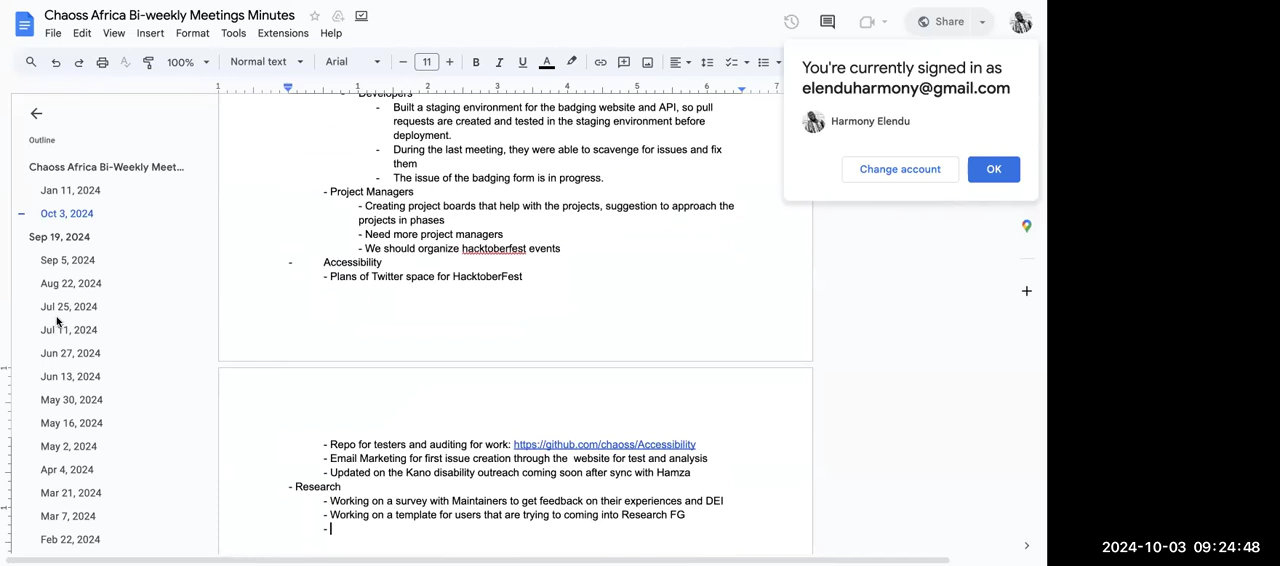 Chaoss Africa Bi-weekly Meetings Minutes
File Edit View Insert Format Tools Extensions Help
Share
100% Normal text Arial 11
1 1 2 3 4 5 6 7
You're currently signed in as
elenduharmony@gmail.com
Harmony Elendu
Change account OK
Outline
Chaoss Africa Bi-Weekly Meet...
Jan 11, 2024
Oct 3, 2024
Sep 19, 2024
Sep 5, 2024
Aug 22, 2024
Jul 25, 2024
Jul 11, 2024
Jun 27, 2024
Jun 13, 2024
May 30, 2024
May 16, 2024
May 2, 2024
Apr 4, 2024
Mar 21, 2024
Mar 7, 2024
Feb 22, 2024
- Developers
- Built a staging environment for the badging website and API, so pull
requests are created and tested in the staging environment before
deployment.
- During the last meeting, they were able to scavenge for issues and fix
them
- The issue of the badging form is in progress.
- Project Managers
- Creating project boards that help with the projects, suggestion to approach the
projects in phases
- Need more project managers
- We should organize hacktoberfest events
- Accessibility
- Plans of Twitter space for HacktoberFest
- Repo for testers and auditing for work: https://github.com/chaoss/Accessibility
- Email Marketing for first issue creation through the website for test and analysis
- Updated on the Kano disability outreach coming soon after sync with Hamza
- Research
- Working on a survey with Maintainers to get feedback on their experiences and DEI
- Working on a template for users that are trying to coming into Research FG
-
2024-10-03 09:24:48